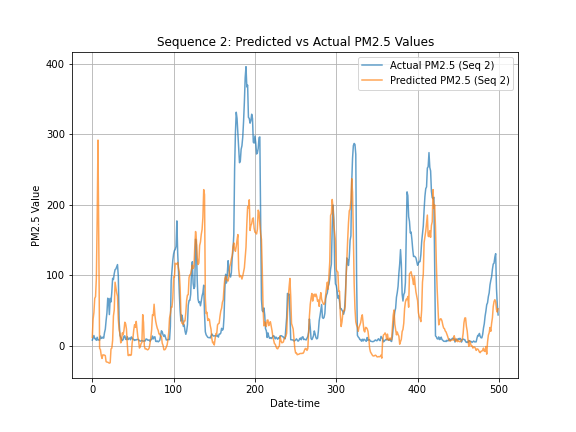 Sequence 2: Predicted vs Actual PM2.5 Values
Actual PM2.5 (Seq 2)
Predicted PM2.5 (Seq 2)
PM2.5 Value
400
300
200
100
0
0 100 200 300 400 500
Date-time